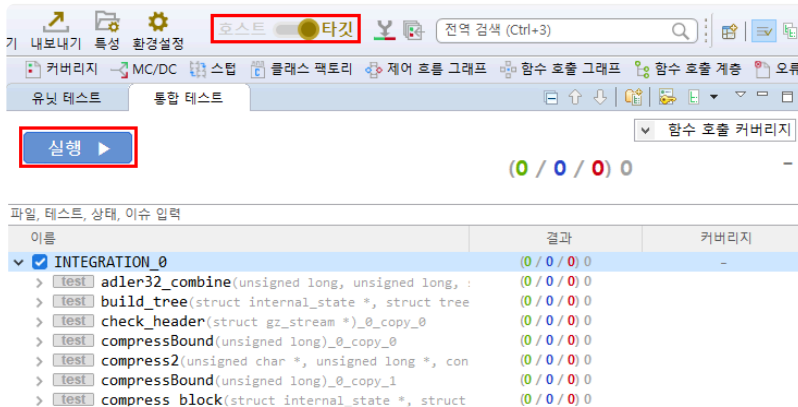 호스트 타깃 전역 검색 (Ctrl+3)
기 내보내기 특성 환경설정
커버리지 MC/DC 스텁 클래스 팩토리 제어 흐름 그래프 함수 호출 그래프 함수 호출 계층 오류
유닛 테스트 통합 테스트
함수 호출 커버리지
실행
(0 / 0 / 0) 0 –
파일, 테스트, 상태, 이슈 입력
이름 결과 커버리지
INTEGRATION_0 (0 / 0 / 0) 0 –
test adler32_combine(unsigned long, unsigned long, : (0 / 0 / 0) 0
test build_tree(struct internal_state *, struct tree (0 / 0 / 0) 0
test check_header(struct gz_stream *)_0_copy_0 (0 / 0 / 0) 0
test compressBound(unsigned long)_0_copy_0 (0 / 0 / 0) 0
test compress2(unsigned char *, unsigned long *, con (0 / 0 / 0) 0
test compressBound(unsigned long)_0_copy_1 (0 / 0 / 0) 0
test compress_block(struct internal_state *, struct (0 / 0 / 0) 0